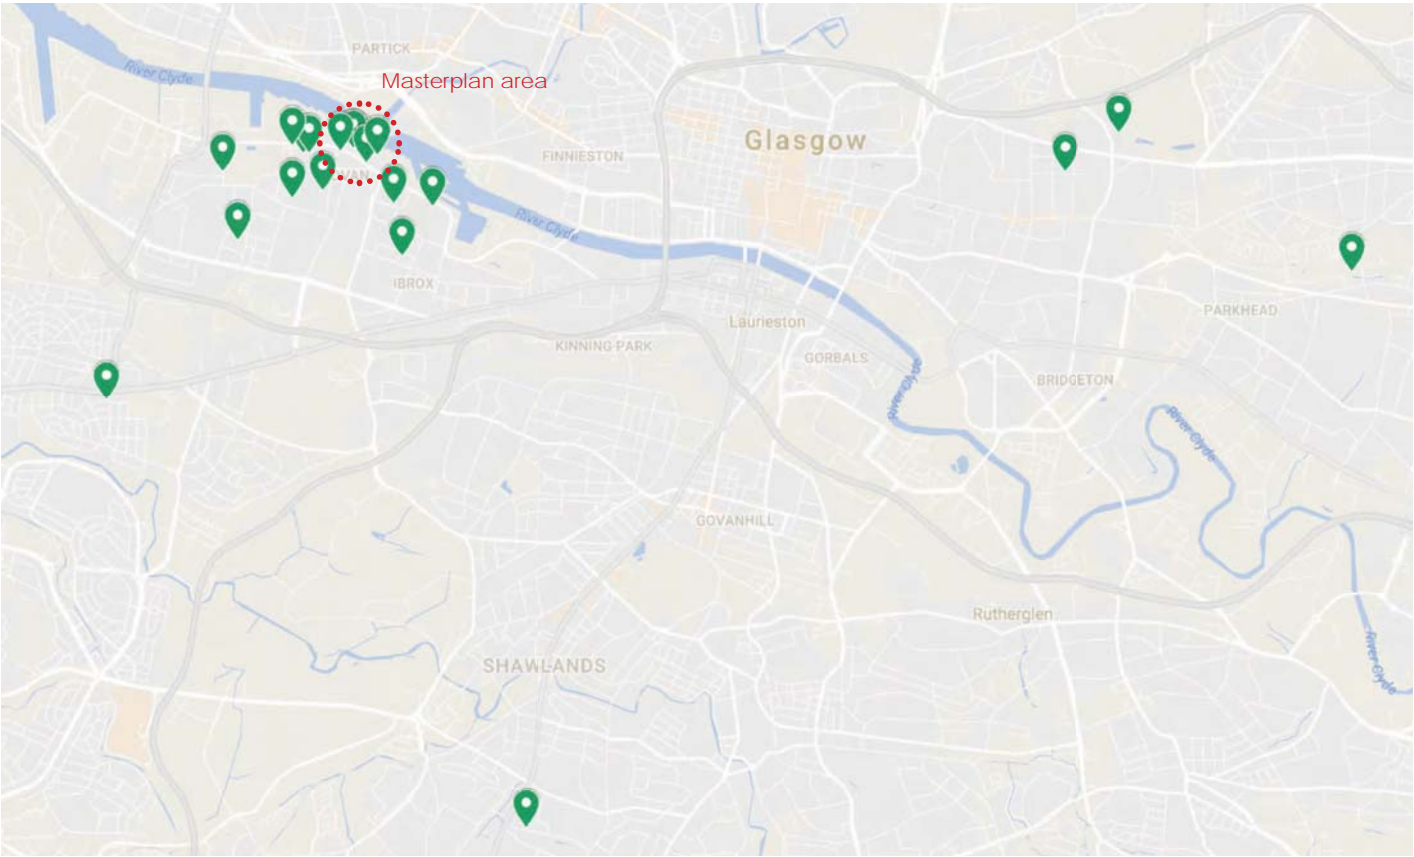 PARTICK
River Clyde
Masterplan area
Glasgow
FINNIESTON
VAN
River Clyde
IBROX
PARKHEAD
Laurieston
KINNING PARK
GORBALS
River Clyde
BRIDGETON
River Clyde
GOVANHILL
Rutherglen
SHAWLANDS
River Clyde